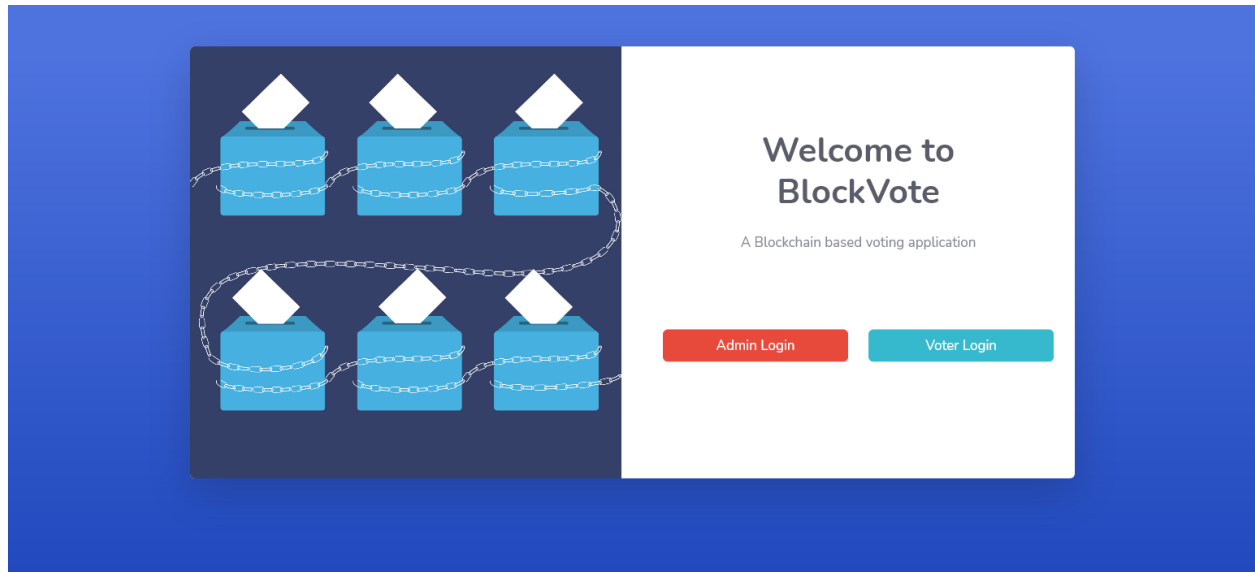 Welcome to
BlockVote
A Blockchain based voting application
Admin Login
Voter Login